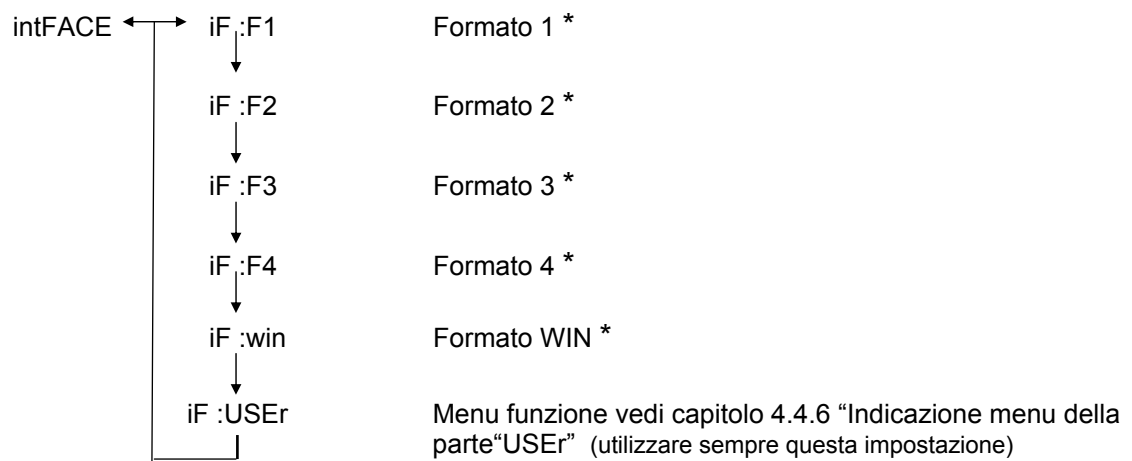 intFACE iF :F1 Formato 1 *
iF :F2 Formato 2 *
iF :F3 Formato 3 *
iF :F4 Formato 4 *
iF :win Formato WIN *
iF :USEr Menu funzione vedi capitolo 4.4.6 “Indicazione menu della
parte“USEr” (utilizzare sempre questa impostazione)